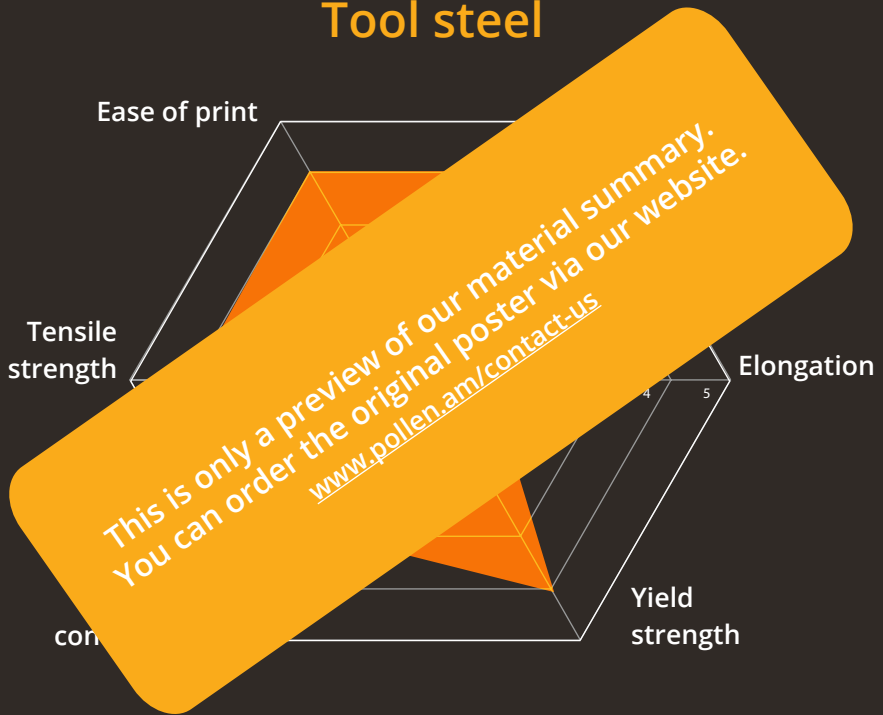 Tool steel
Ease of print
This is only a preview of our material summary.
You can order the original poster via our website.
www.pollen.am/contact-us
Tensile
strength
Elongation
4
5
Yield
strength